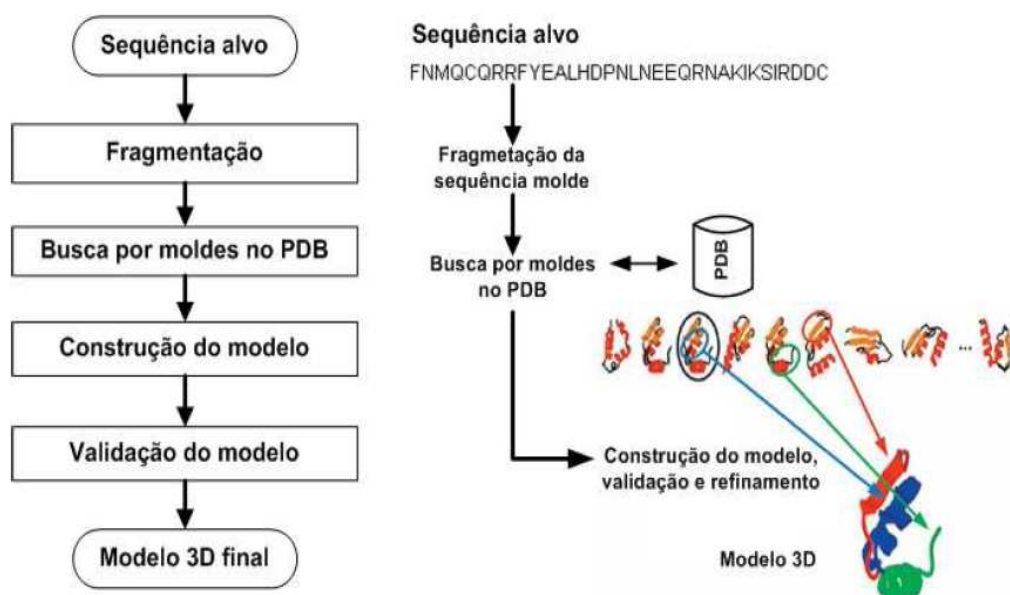 Sequência alvo
Fragmentação
Busca por moldes no PDB
Construção do modelo
Validação do modelo
Modelo 3D final
Sequência alvo
FNMQCQRRFYEALHDPNLNEEQRNAKIKSIRDDC
Fragmetação da
sequência molde
Busca por moldes
no PDB
PDB
...
Construção do modelo,
validação e refinamento
Modelo 3D